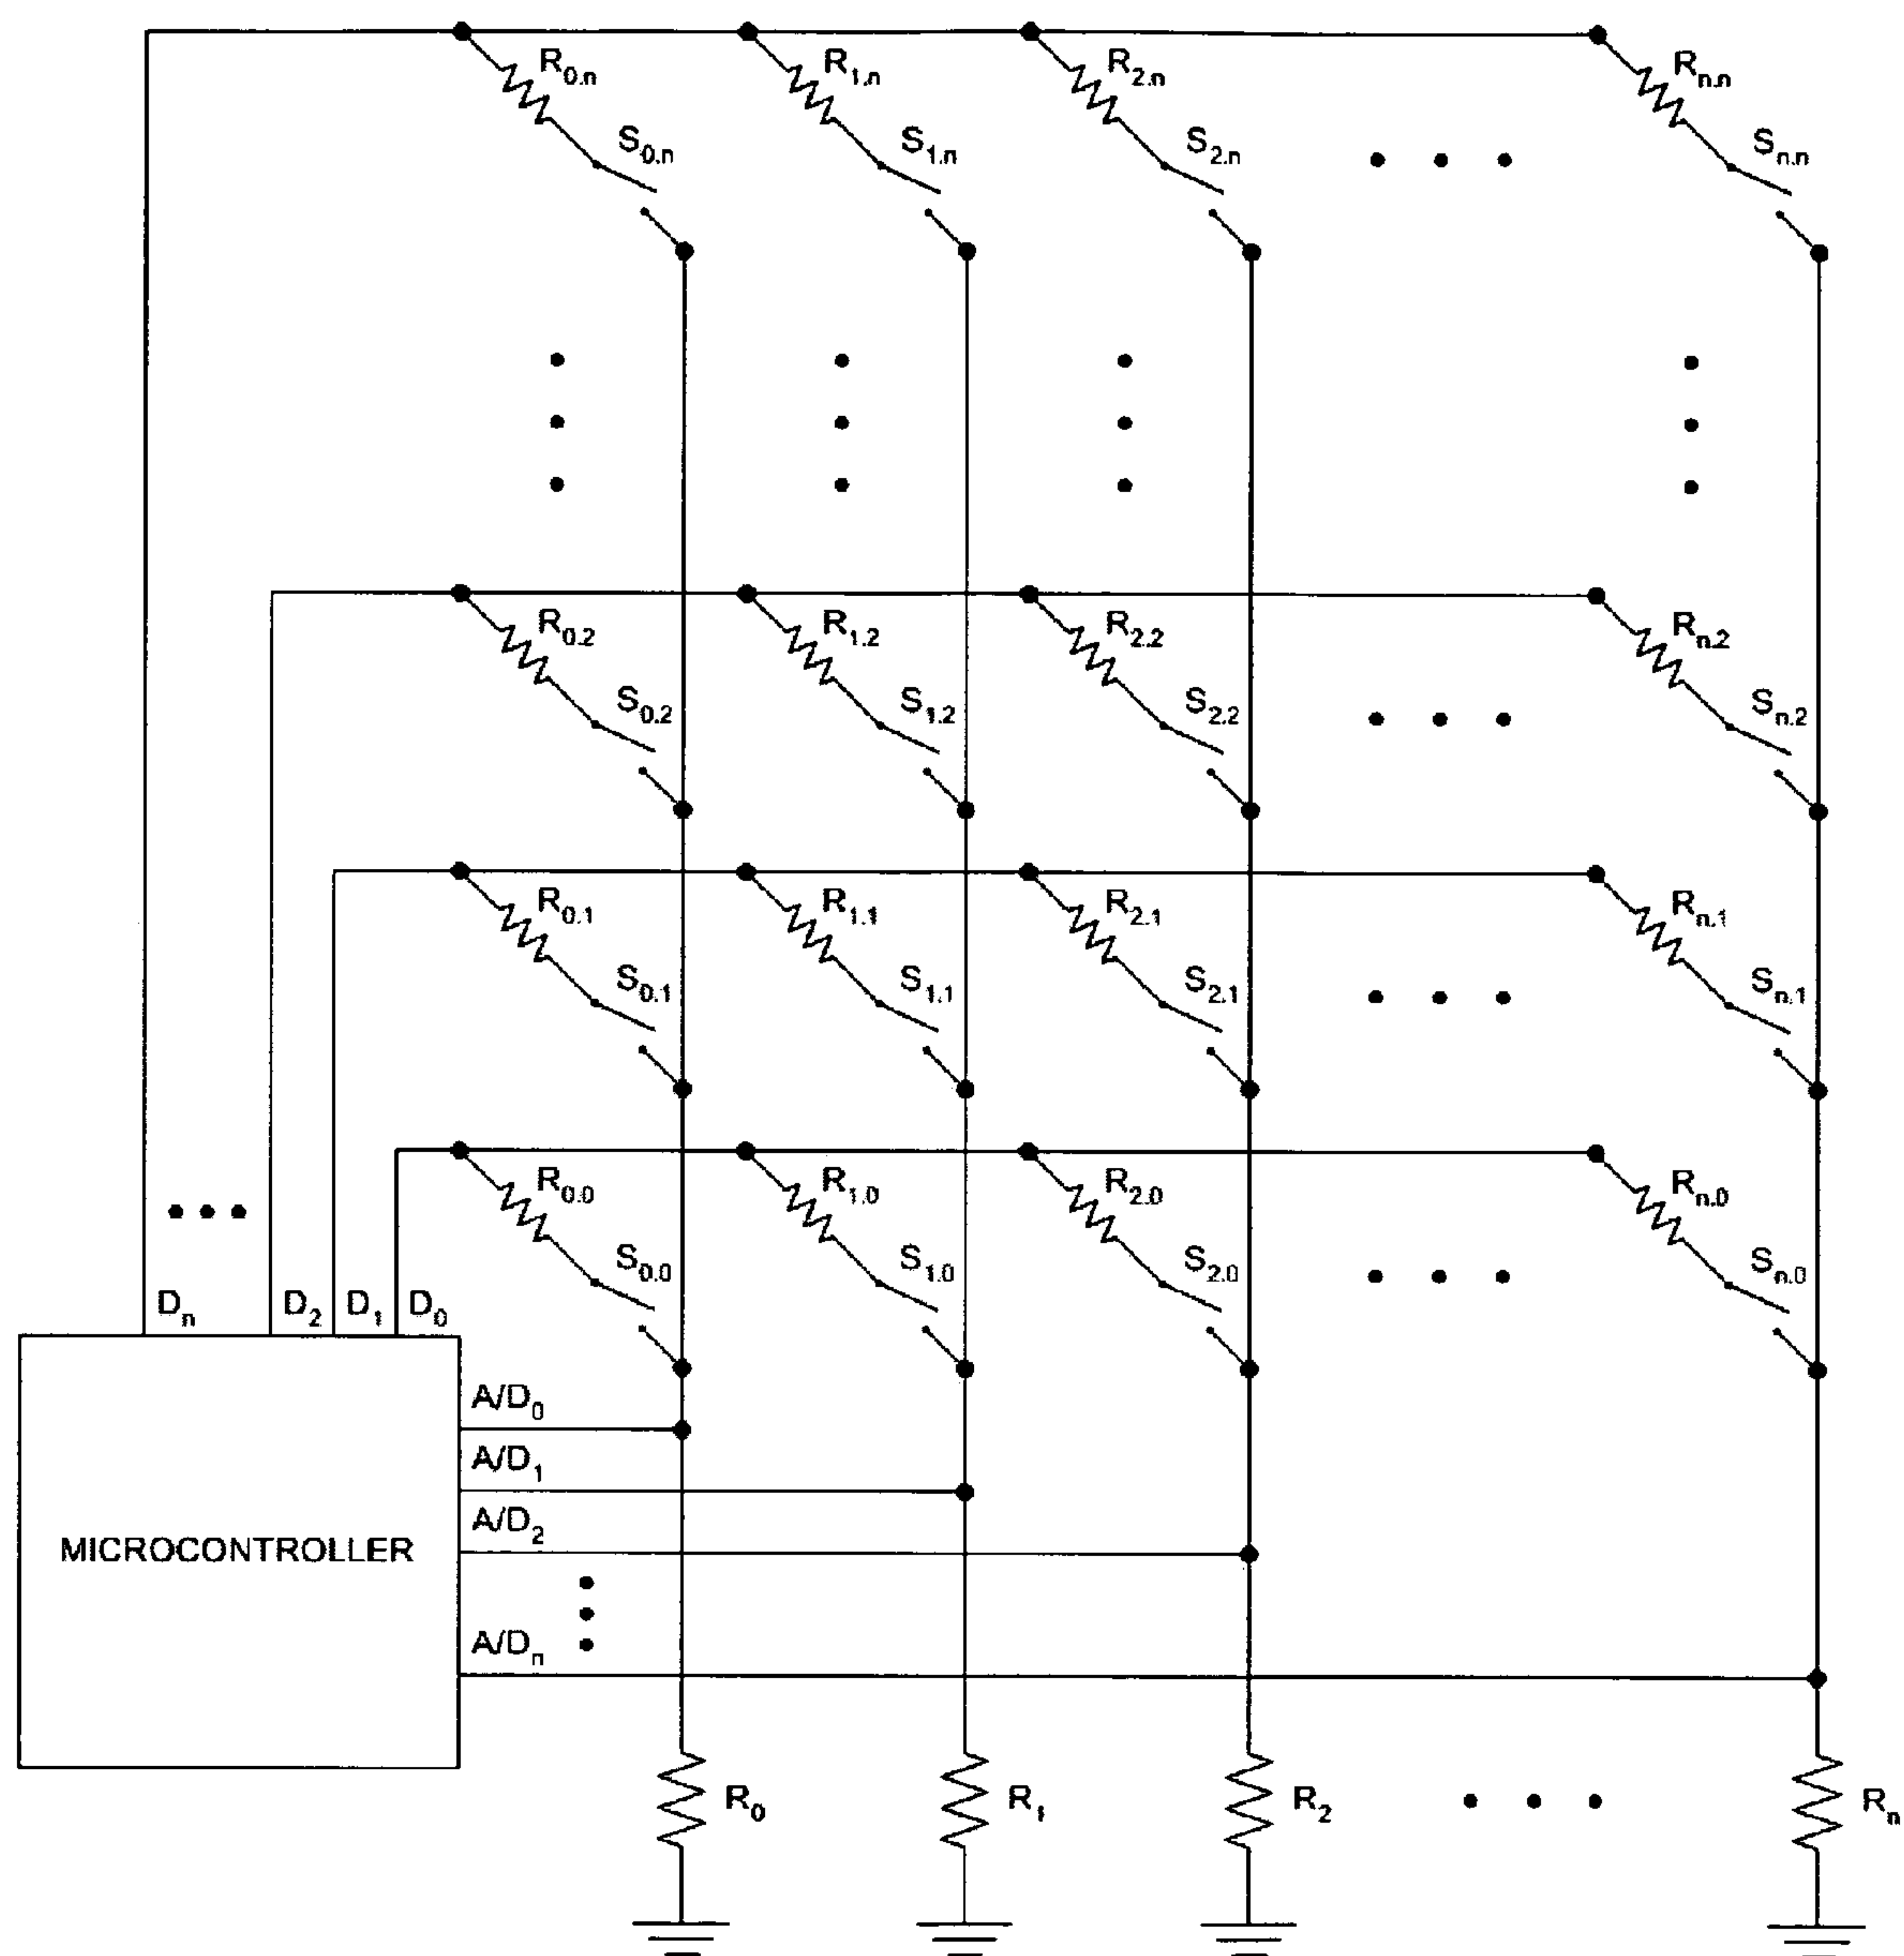 R0.n R1.n R2.n Rn.n
S0.n S1.n S2.n Sn.n
R0.2 R1.2 R2.2 Rn.2
S0.2 S1.2 S2.2 Sn.2
R0.1 R1.1 R2.1 Rn.1
S0.1 S1.1 S2.1 Sn.1
R0.0 R1.0 R2.0 Rn.0
S0.0 S1.0 S2.0 Sn.0
Dn D2 D1 D0
A/D0
A/D1
A/D2
MICROCONTROLLER
A/Dn
R0 R1 R2 Rn